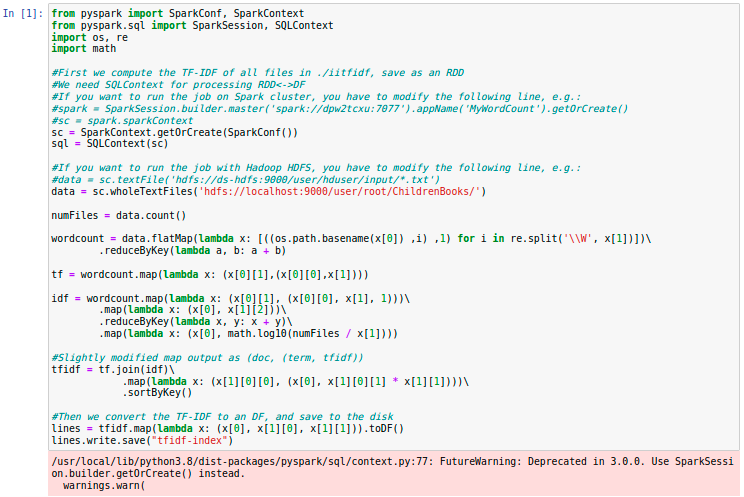 In [1]: from pyspark import SparkConf, SparkContext
from pyspark.sql import SparkSession, SQLContext
import os, re
import math

#First we compute the TF-IDF of all files in ./iitfidf, save as an RDD
#We need SQLContext for processing RDD<->DF
#If you want to run the job on Spark cluster, you have to modify the following line, e.g.:
#spark = SparkSession.builder.master('spark://dpw2tcxu:7077').appName('MyWordCount').getOrCreate()
#sc = spark.sparkContext
sc = SparkContext.getOrCreate(SparkConf())
sql = SQLContext(sc)

#If you want to run the job with Hadoop HDFS, you have to modify the following line, e.g.:
#data = sc.textFile('hdfs://ds-hdfs:9000/user/hduser/input/*.txt')
data = sc.wholeTextFiles('hdfs://localhost:9000/user/root/ChildrenBooks/')

numFiles = data.count()

wordcount = data.flatMap(lambda x: [((os.path.basename(x[0]) ,i) ,1) for i in re.split('\\W', x[1])])\
        .reduceByKey(lambda a, b: a + b)

tf = wordcount.map(lambda x: (x[0][1],(x[0][0],x[1])))

idf = wordcount.map(lambda x: (x[0][1], (x[0][0], x[1], 1)))\
        .map(lambda x: (x[0], x[1][2]))\
        .reduceByKey(lambda x, y: x + y)\
        .map(lambda x: (x[0], math.log10(numFiles / x[1])))

#Slightly modified map output as (doc, (term, tfidf))
tfidf = tf.join(idf)\
            .map(lambda x: (x[1][0][0], (x[0], x[1][0][1] * x[1][1])))\
            .sortByKey()

#Then we convert the TF-IDF to an DF, and save to the disk
lines = tfidf.map(lambda x: (x[0], x[1][0], x[1][1])).toDF()
lines.write.save("tfidf-index")
/usr/local/lib/python3.8/dist-packages/pyspark/sql/context.py:77: FutureWarning: Deprecated in 3.0.0. Use SparkSessi
on.builder.getOrCreate() instead.
  warnings.warn(